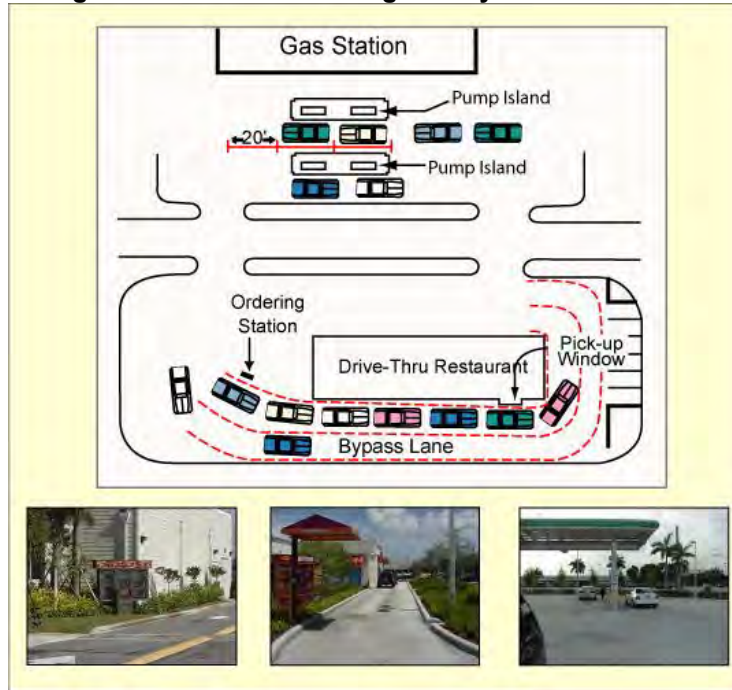 Gas Station
Pump Island
20'
Pump Island
Ordering
Station
Drive-Thru Restaurant
Pick-up
Window
Bypass Lane